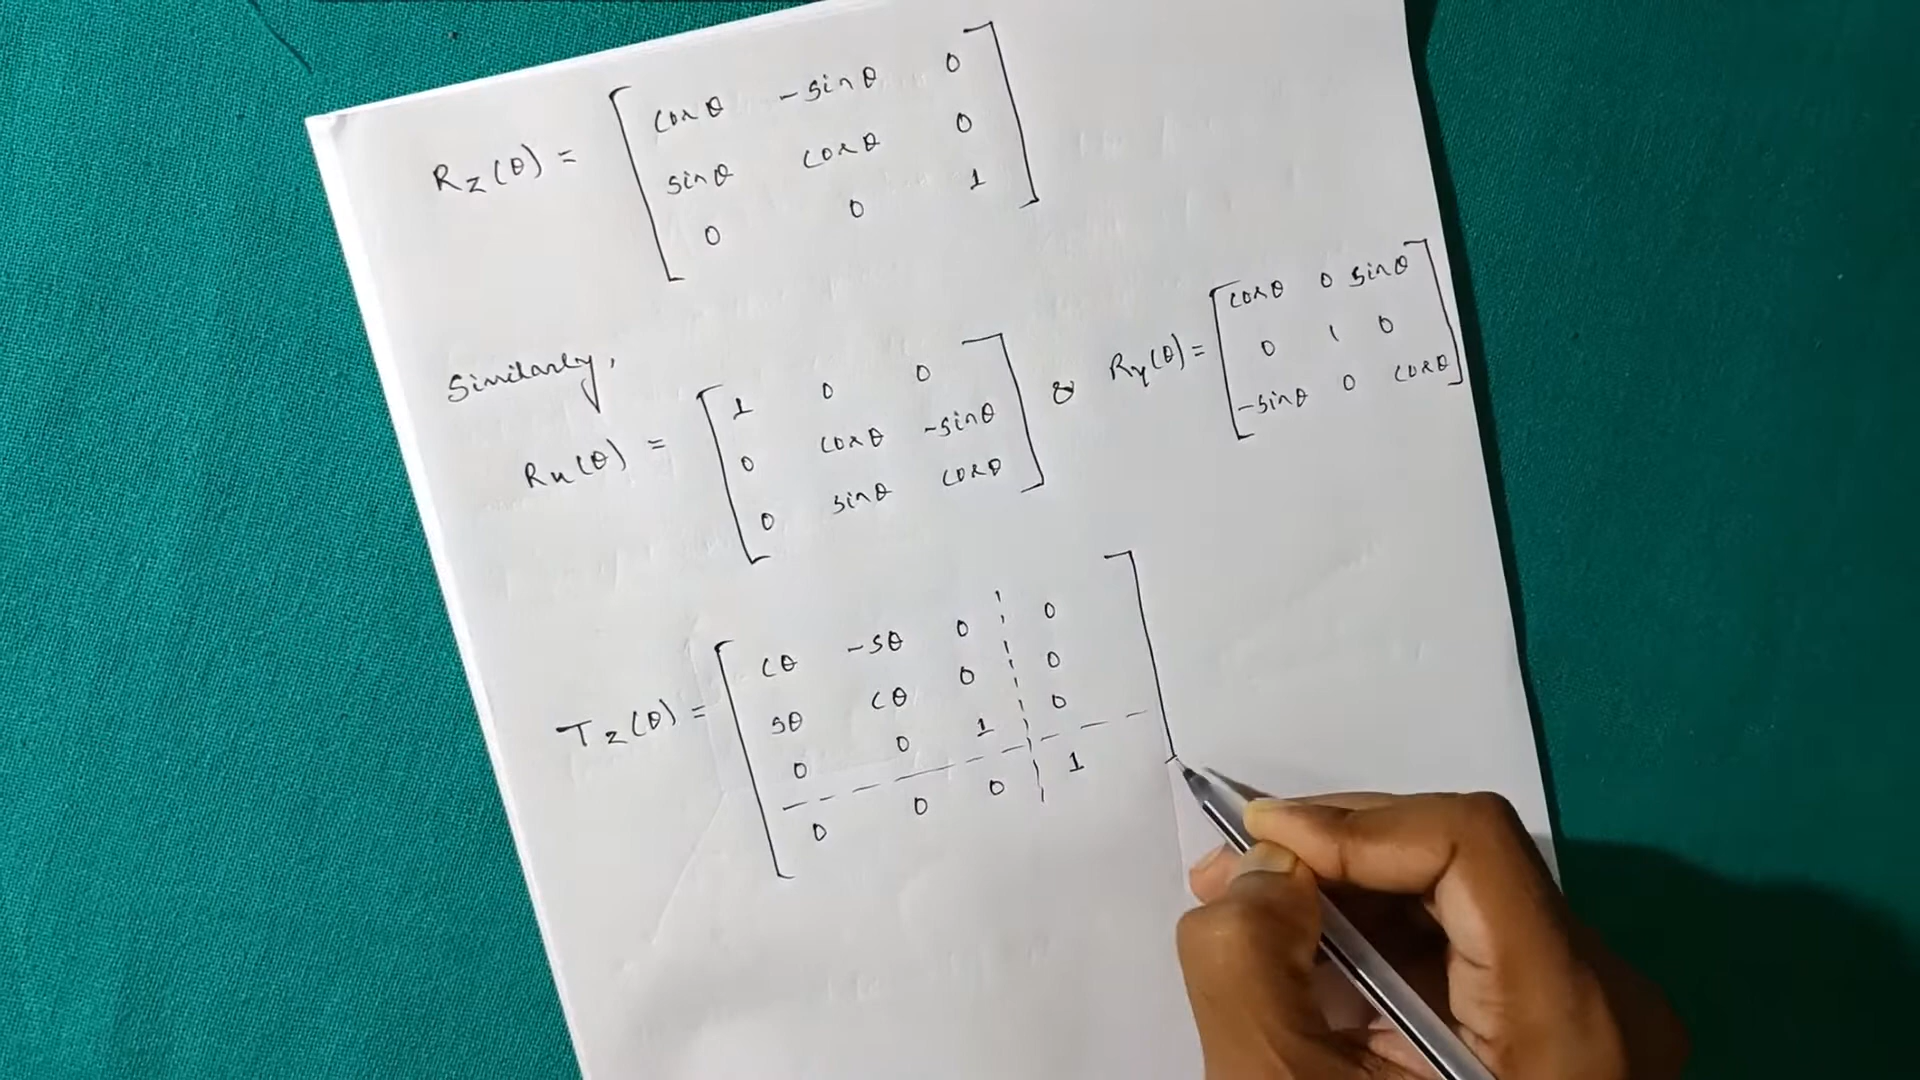 Rz(θ) = [ cosθ -sinθ 0
sinθ cosθ 0
0 0 1 ]
Similarly,
Rx(θ) = [ 1 0 0
0 cosθ -sinθ
0 sinθ cosθ ]
& Ry(θ) = [ cosθ 0 sinθ
0 1 0
-sinθ 0 cosθ ]
Tz(θ) = [ cθ -sθ 0 0
sθ cθ 0 0
0 0 1 0
0 0 0 1 ]